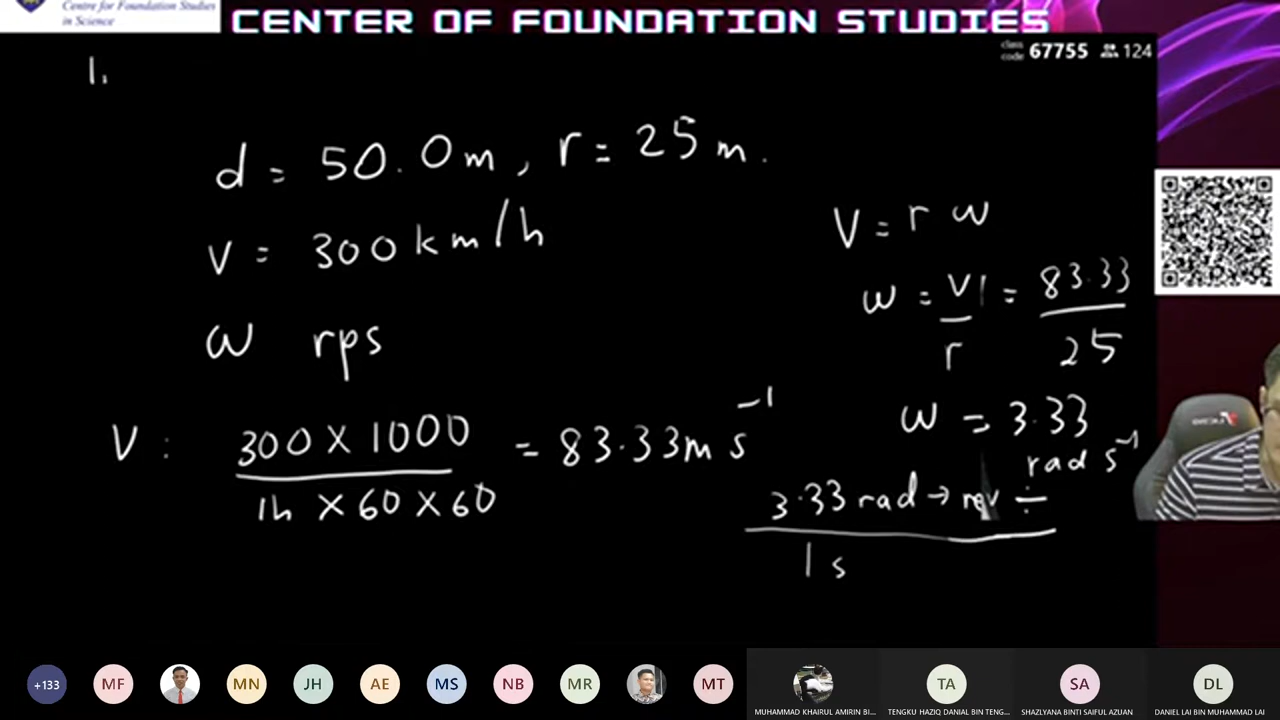 Centre for Foundation Studies
in Science
CENTER OF FOUNDATION STUDIES
class code 67755 124
1.
d = 50.0m, r = 25 m.
v = 300 km/h
ω rps
V : 300 X 1000 / 1h X 60 X 60 = 83.33 m s⁻¹
V = r ω
ω = V / r = 83.33 / 25
ω = 3.33
rad s⁻¹
3.33 rad → rev ÷
1 s
+133
MF
MN
JH
AE
MS
NB
MR
MT
TA
SA
DL
MUHAMMAD KHAIRUL AMIRIN BI...
TENGKU HAZIQ DANIAL BIN TENG...
SHAZLYANA BINTI SAIFUL AZUAN
DANIEL LAI BIN MUHAMMAD LAI